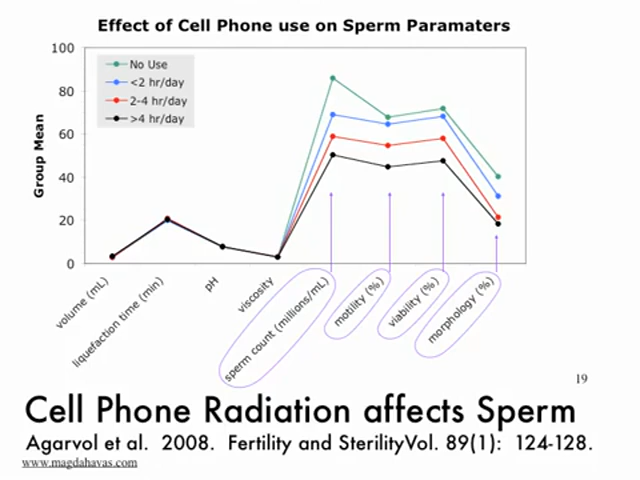 Effect of Cell Phone use on Sperm Paramaters
100
80
60
40
20
0
Group Mean
No Use
<2 hr/day
2-4 hr/day
>4 hr/day
volume (mL)
liquefaction time (min)
pH
viscosity
sperm count (millions/mL)
motility (%)
viability (%)
morphology (%)
19
Cell Phone Radiation affects Sperm
Agarvol et al. 2008. Fertility and SterilityVol. 89(1): 124-128.
www.magdahavas.com